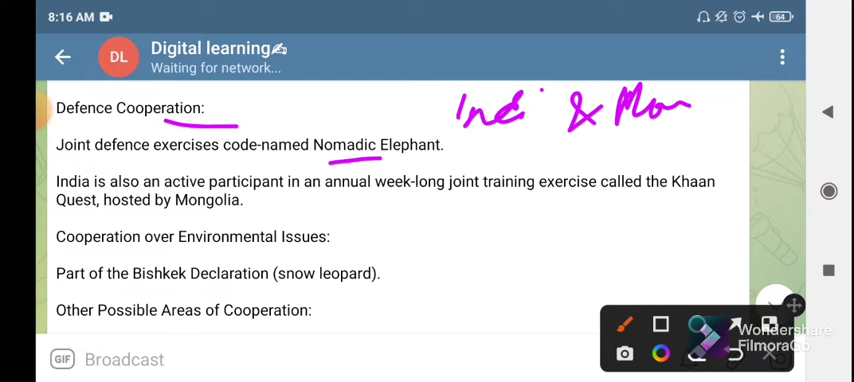 8:16 AM
64
DL
Digital learning✍
Waiting for network...
Defence Cooperation:
Indi & Mon
Joint defence exercises code-named Nomadic Elephant.
India is also an active participant in an annual week-long joint training exercise called the Khaan
Quest, hosted by Mongolia.
Cooperation over Environmental Issues:
Part of the Bishkek Declaration (snow leopard).
Other Possible Areas of Cooperation:
Wondershare
FilmoraGo
GIF
Broadcast